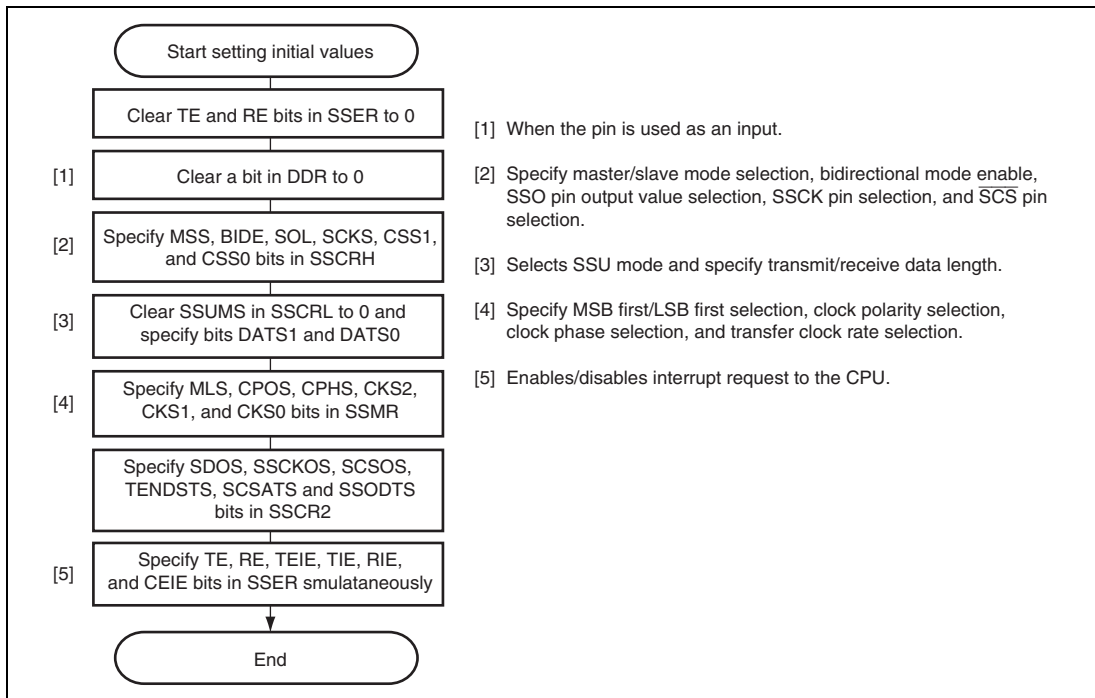 Start setting initial values
Clear TE and RE bits in SSER to 0
[1] Clear a bit in DDR to 0
[2] Specify MSS, BIDE, SOL, SCKS, CSS1,
and CSS0 bits in SSCRH
[3] Clear SSUMS in SSCRL to 0 and
specify bits DATS1 and DATS0
[4] Specify MLS, CPOS, CPHS, CKS2,
CKS1, and CKS0 bits in SSMR
Specify SDOS, SSCKOS, SCSOS,
TENDSTS, SCSATS and SSODTS
bits in SSCR2
[5] Specify TE, RE, TEIE, TIE, RIE,
and CEIE bits in SSER smulataneously
End
[1] When the pin is used as an input.
[2] Specify master/slave mode selection, bidirectional mode enable,
SSO pin output value selection, SSCK pin selection, and S̅C̅S̅ pin
selection.
[3] Selects SSU mode and specify transmit/receive data length.
[4] Specify MSB first/LSB first selection, clock polarity selection,
clock phase selection, and transfer clock rate selection.
[5] Enables/disables interrupt request to the CPU.